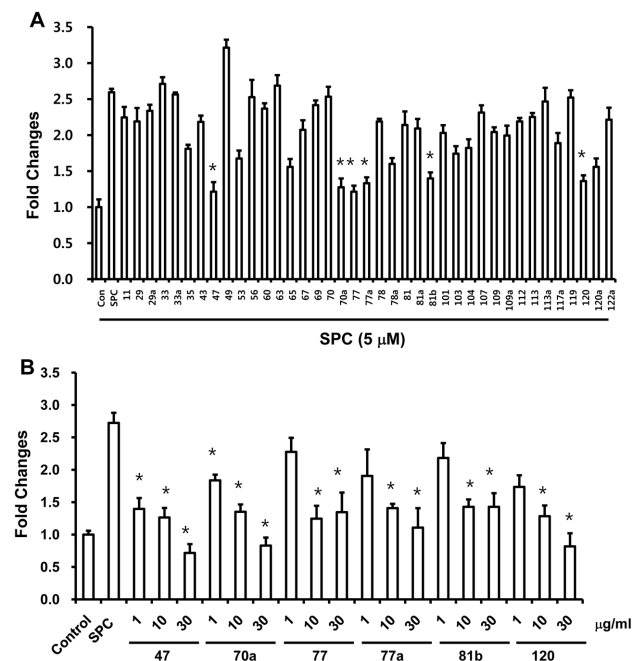 A
Fold Changes
3.5
3.0
2.5
2.0
1.5
1.0
0.5
0.0
* ** * * *
Con SPC 11 29 29a 33 33a 35 43 47 49 53 56 60 63 65 67 69 70 70a 77 77a 78 78a 81 81a 81b 101 103 104 107 109 109a 112 113 113a 117a 119 120 120a 122a
SPC (5 μM)
B
Fold Changes
3.5
3.0
2.5
2.0
1.5
1.0
0.5
0.0
* * * * * * * * * * * * * *
Control SPC 1 10 30 1 10 30 1 10 30 1 10 30 1 10 30 1 10 30 μg/ml
47 70a 77 77a 81b 120